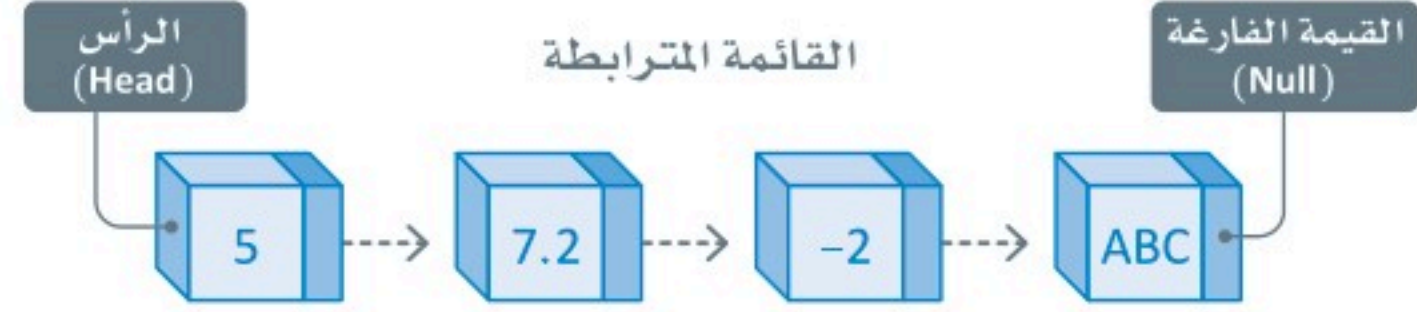 الرأس
(Head)
القائمة المترابطة
القيمة الفارغة
(Null)
5
7.2
–2
ABC